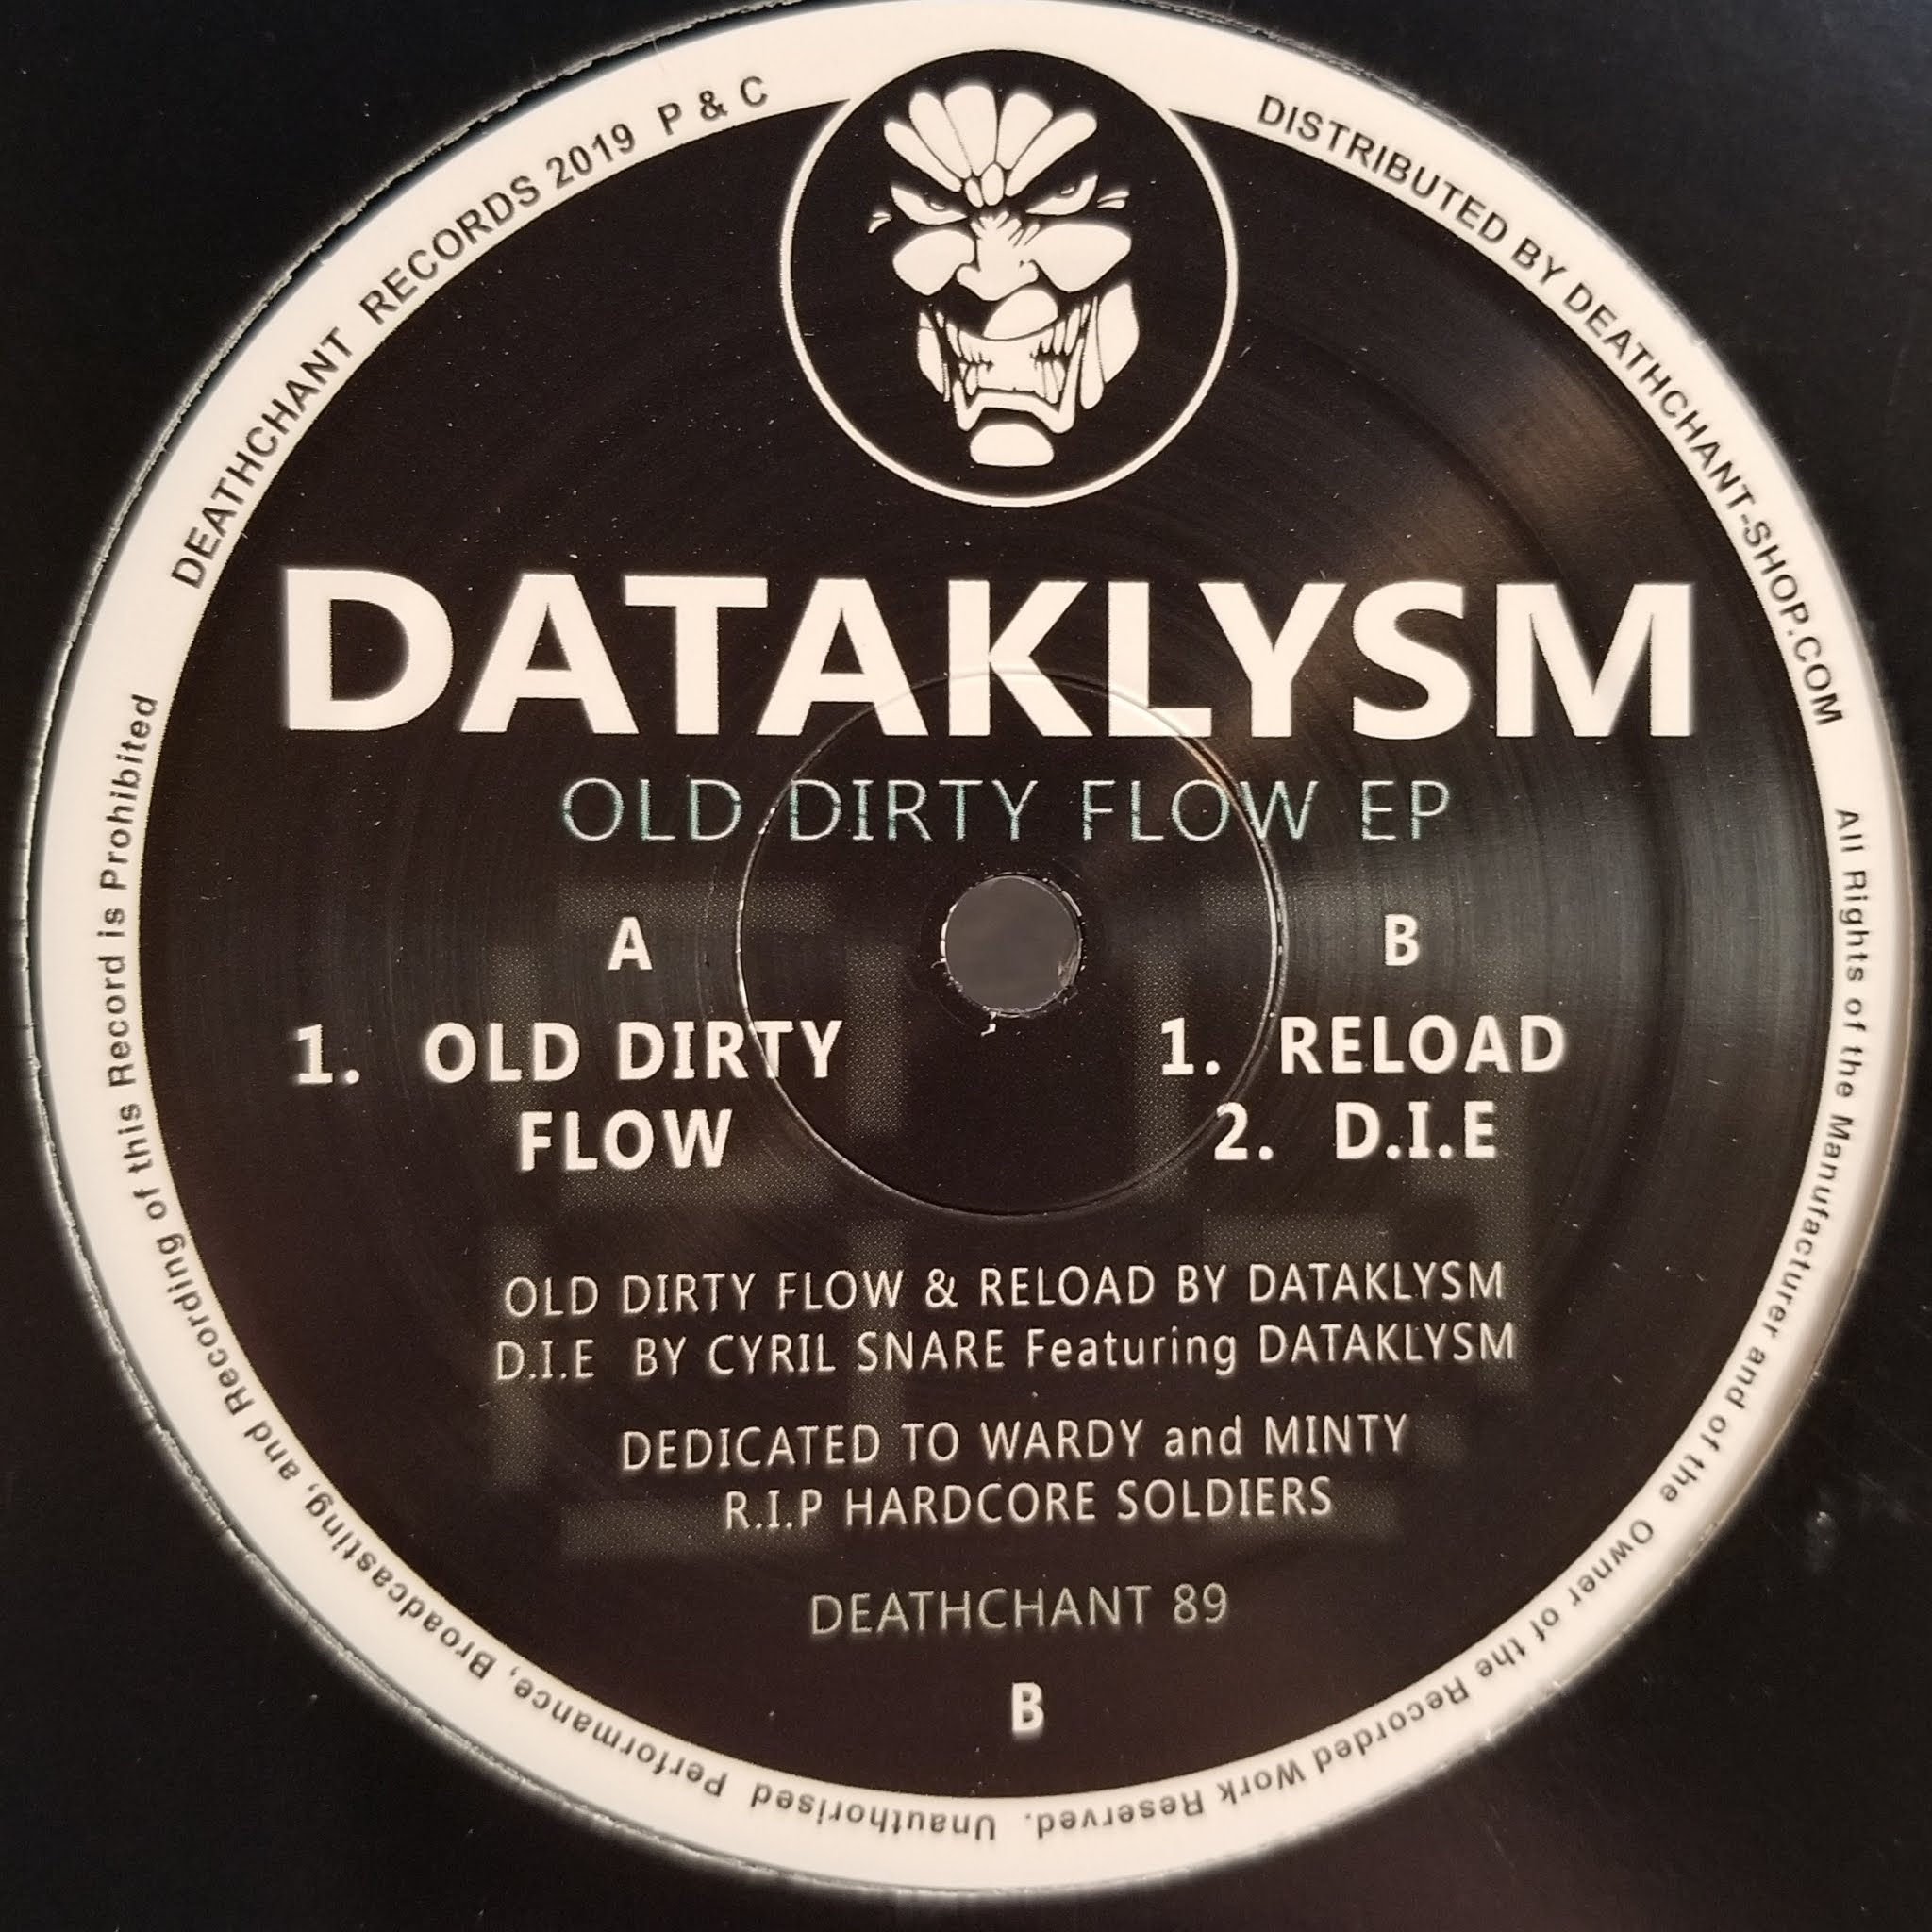 DEATHCHANT RECORDS 2019 P & C
DISTRIBUTED BY DEATHCHANT-SHOP.COM
DATAKLYSM
OLD DIRTY FLOW EP
A
1. OLD DIRTY
FLOW
B
1. RELOAD
2. D.I.E
OLD DIRTY FLOW & RELOAD BY DATAKLYSM
D.I.E BY CYRIL SNARE Featuring DATAKLYSM
DEDICATED TO WARDY and MINTY
R.I.P HARDCORE SOLDIERS
DEATHCHANT 89
B
All Rights of the Manufacturer and of the Owner of the Recorded Work Reserved. Unauthorised Performance, Broadcasting, and Recording of this Record is Prohibited